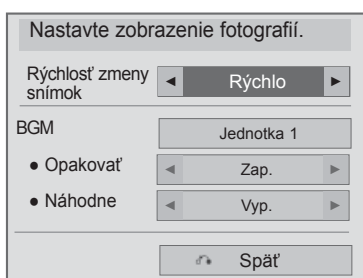 Nastavte zobrazenie fotografií.
Rýchlosť zmeny
snímok
◄ Rýchlo ►
BGM
Jednotka 1
● Opakovať
◄ Zap. ►
● Náhodne
◄ Vyp. ►
Späť